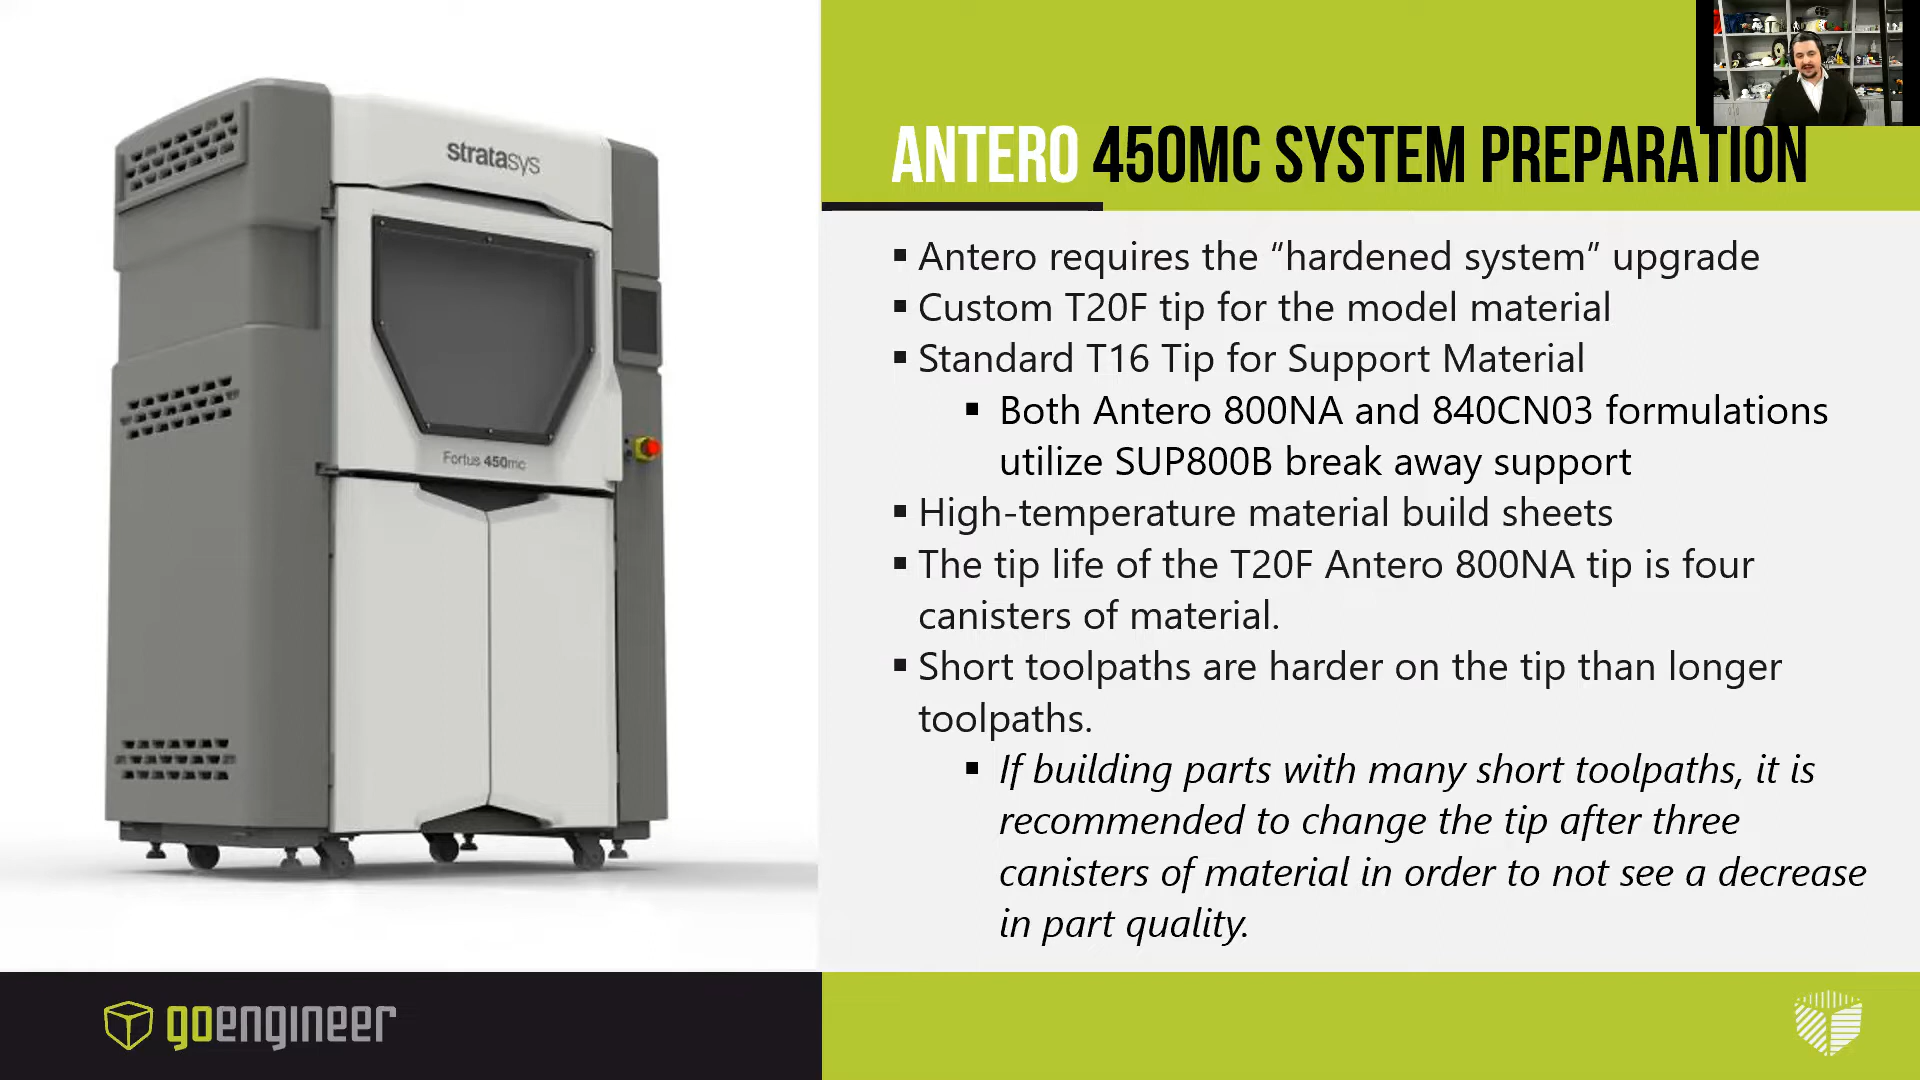 stratasys
Fortus 450mc
ANTERO 450MC SYSTEM PREPARATION
▪ Antero requires the “hardened system” upgrade
▪ Custom T20F tip for the model material
▪ Standard T16 Tip for Support Material
▪ Both Antero 800NA and 840CN03 formulations
utilize SUP800B break away support
▪ High-temperature material build sheets
▪ The tip life of the T20F Antero 800NA tip is four
canisters of material.
▪ Short toolpaths are harder on the tip than longer
toolpaths.
▪ If building parts with many short toolpaths, it is
recommended to change the tip after three
canisters of material in order to not see a decrease
in part quality.
goengineer